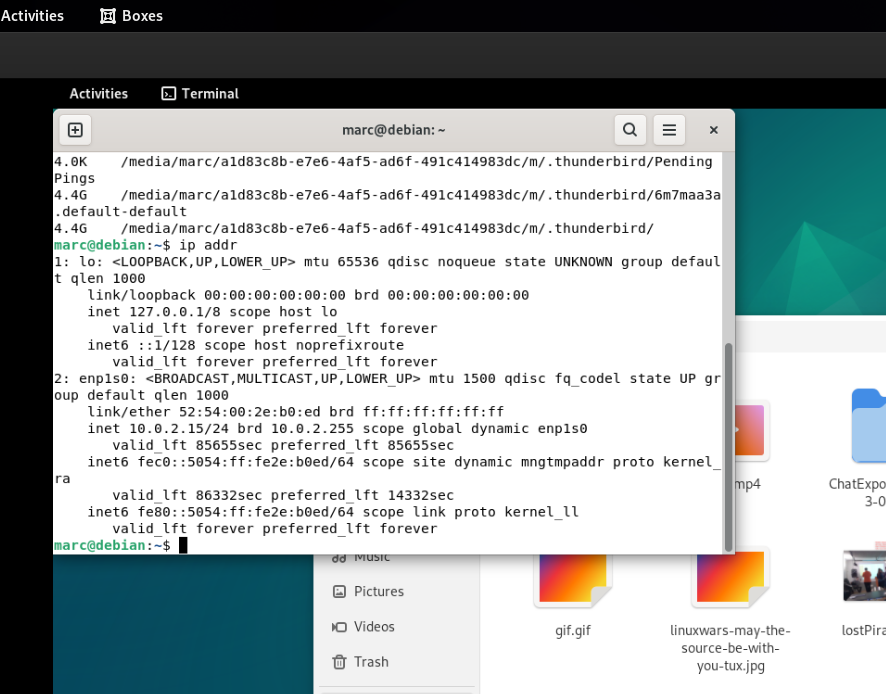 Activities Boxes
Activities Terminal
marc@debian: ~
4.0K    /media/marc/a1d83c8b-e7e6-4af5-ad6f-491c414983dc/m/.thunderbird/Pending
Pings
4.4G    /media/marc/a1d83c8b-e7e6-4af5-ad6f-491c414983dc/m/.thunderbird/6m7maa3a
.default-default
4.4G    /media/marc/a1d83c8b-e7e6-4af5-ad6f-491c414983dc/m/.thunderbird/
marc@debian:~$ ip addr
1: lo: <LOOPBACK,UP,LOWER_UP> mtu 65536 qdisc noqueue state UNKNOWN group defaul
t qlen 1000
    link/loopback 00:00:00:00:00:00 brd 00:00:00:00:00:00
    inet 127.0.0.1/8 scope host lo
       valid_lft forever preferred_lft forever
    inet6 ::1/128 scope host noprefixroute
       valid_lft forever preferred_lft forever
2: enp1s0: <BROADCAST,MULTICAST,UP,LOWER_UP> mtu 1500 qdisc fq_codel state UP gr
oup default qlen 1000
    link/ether 52:54:00:2e:b0:ed brd ff:ff:ff:ff:ff:ff
    inet 10.0.2.15/24 brd 10.0.2.255 scope global dynamic enp1s0
       valid_lft 85655sec preferred_lft 85655sec
    inet6 fec0::5054:ff:fe2e:b0ed/64 scope site dynamic mngtmpaddr proto kernel_
ra
       valid_lft 86332sec preferred_lft 14332sec
    inet6 fe80::5054:ff:fe2e:b0ed/64 scope link proto kernel_ll
       valid_lft forever preferred_lft forever
marc@debian:~$
mp4
ChatExpo
3-0
Music
Pictures
Videos
Trash
gif.gif
linuxwars-may-the-
source-be-with-
you-tux.jpg
lostPira